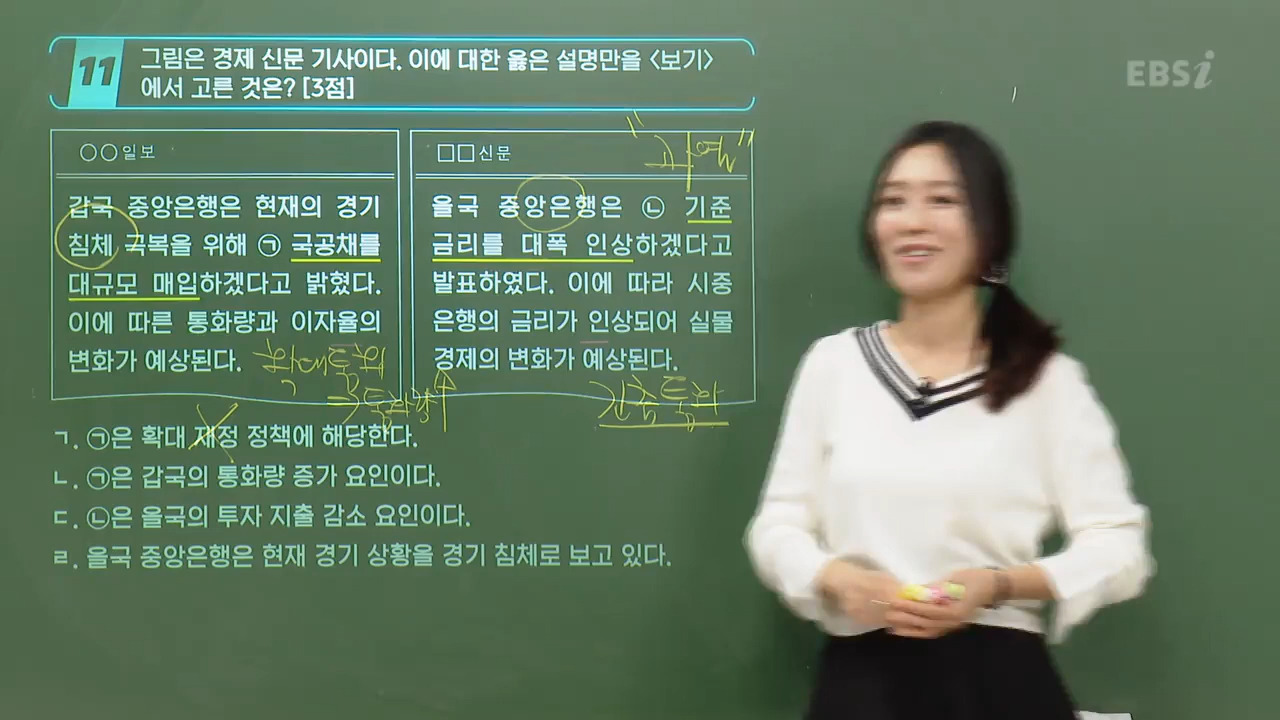 11 그림은 경제 신문 기사이다. 이에 대한 옳은 설명만을 <보기>
에서 고른 것은? [3점]
EBSi
○○일보
갑국 중앙은행은 현재의 경기
침체 극복을 위해 ㉠ 국공채를
대규모 매입하겠다고 밝혔다.
이에 따른 통화량과 이자율의
변화가 예상된다.
확대통화
→통화량↑
□□신문
"과열"
을국 중앙은행은 ㉡ 기준
금리를 대폭 인상하겠다고
발표하였다. 이에 따라 시중
은행의 금리가 인상되어 실물
경제의 변화가 예상된다.
긴축통화
ㄱ. ㉠은 확대 재정 정책에 해당한다.
ㄴ. ㉠은 갑국의 통화량 증가 요인이다.
ㄷ. ㉡은 을국의 투자 지출 감소 요인이다.
ㄹ. 을국 중앙은행은 현재 경기 상황을 경기 침체로 보고 있다.